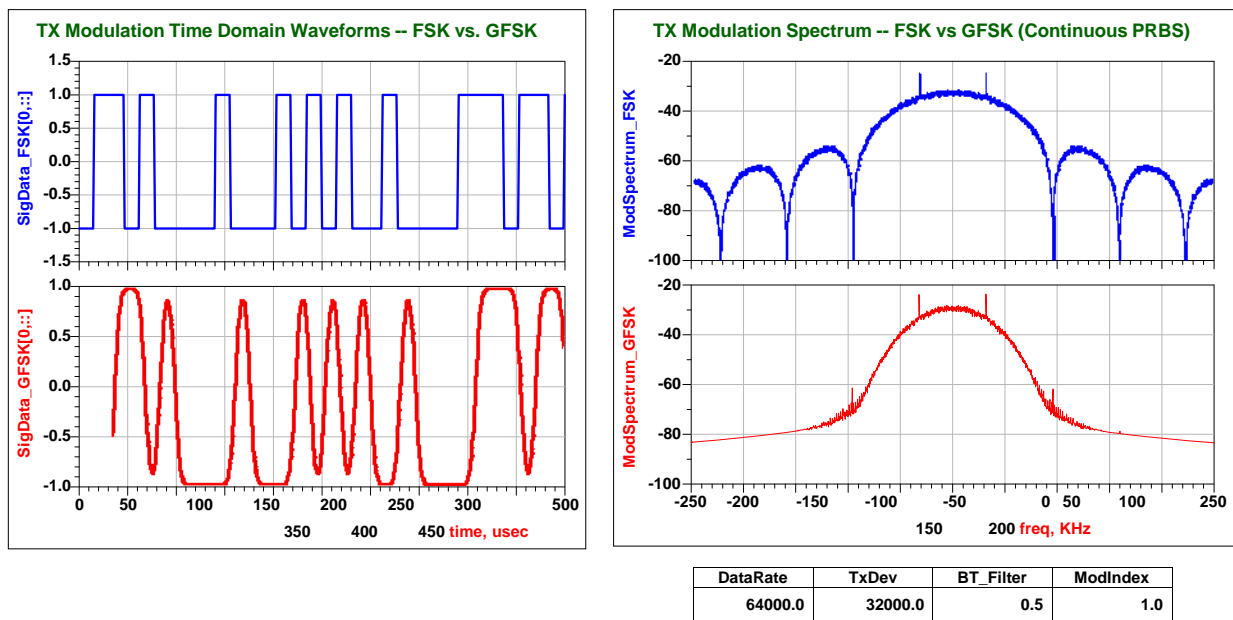 TX Modulation Time Domain Waveforms -- FSK vs. GFSK
SigData_FSK[0,::]
1.5
1.0
0.5
0.0
-0.5
-1.0
-1.5
SigData_GFSK[0,::]
1.0
0.5
0.0
-0.5
-1.0
0 50 100 150 200 250 300 200 250 50 500
350 400 450 time, usec
TX Modulation Spectrum -- FSK vs GFSK (Continuous PRBS)
ModSpectrum_FSK
-20
-40
-60
-80
-100
ModSpectrum_GFSK
-20
-40
-60
-80
-100
-250 -200 -150 -100 -50 0 50 100 250
150 200 freq, KHz
DataRate TxDev BT_Filter ModIndex
64000.0 32000.0 0.5 1.0